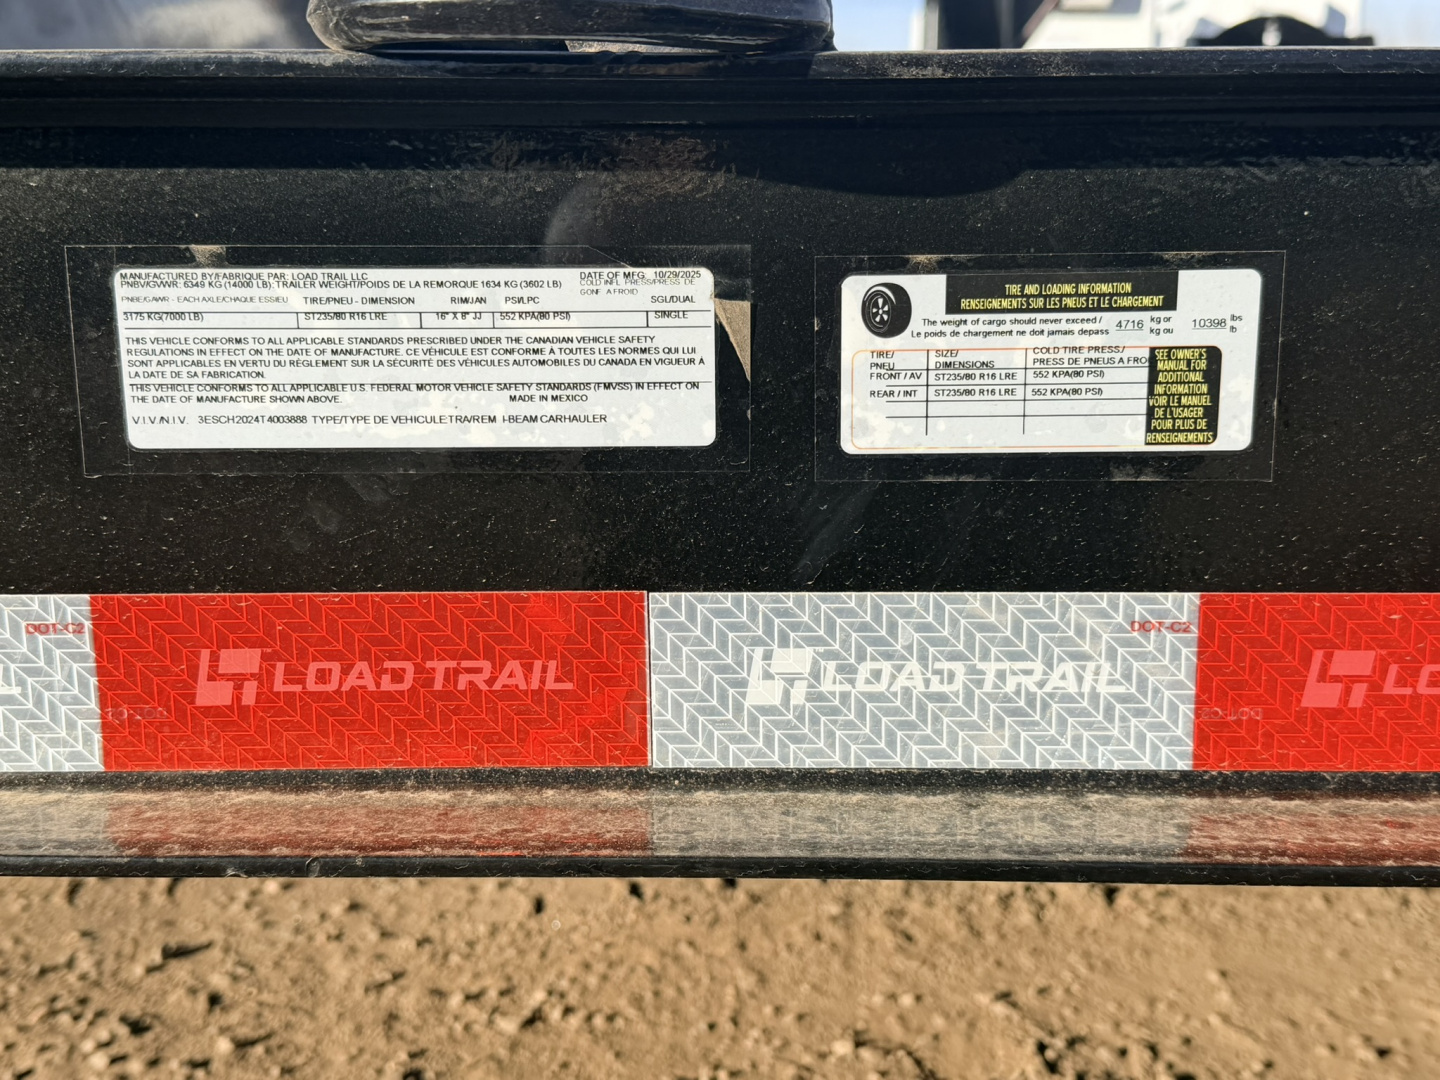 MANUFACTURED BY/FABRIQUE PAR: LOAD TRAIL LLC DATE OF MFG. 10/29/2025
PNBV/GVWR: 6349 KG (14000 LB); TRAILER WEIGHT/POIDS DE LA REMORQUE 1634 KG (3602 LB) COLD INFL PRESS/PRESS DE GONF A FROID
PNBE/GAWR - EACH AXLE/CHAQUE ESSIEU TIRE/PNEU - DIMENSION RIM/JAN PSI/LPC SGL/DUAL
3175 KG(7000 LB) ST235/80 R16 LRE 16" X 8" JJ 552 KPA(80 PSI) SINGLE
THIS VEHICLE CONFORMS TO ALL APPLICABLE STANDARDS PRESCRIBED UNDER THE CANADIAN VEHICLE SAFETY
REGULATIONS IN EFFECT ON THE DATE OF MANUFACTURE. CE VÉHICULE EST CONFORME À TOUTES LES NORMES QUI LUI
SONT APPLICABLES EN VERTU DU RÉGLEMENT SUR LA SÉCURITÉ DES VÉHICULES AUTOMOBILES DU CANADA EN VIGUEUR À
LA DATE DE SA FABRICATION.
THIS VEHICLE CONFORMS TO ALL APPLICABLE U.S. FEDERAL MOTOR VEHICLE SAFETY STANDARDS (FMVSS) IN EFFECT ON
THE DATE OF MANUFACTURE SHOWN ABOVE. MADE IN MEXICO
V.I.V./N.I.V. 3ESCH2024T4003888 TYPE/TYPE DE VEHICULE:TRA/REM I-BEAM CARHAULER
TIRE AND LOADING INFORMATION
RENSEIGNEMENTS SUR LES PNEUS ET LE CHARGEMENT
The weight of cargo should never exceed / 4716 kg or 10398 lbs
Le poids de chargement ne doit jamais depass kg ou lb
TIRE/ SIZE/ COLD TIRE PRESS./
PNEU DIMENSIONS PRESS DE PNEUS A FRO
FRONT / AV ST235/80 R16 LRE 552 KPA(80 PSI)
REAR / INT ST235/80 R16 LRE 552 KPA(80 PSI)
SEE OWNER'S
MANUAL FOR
ADDITIONAL
INFORMATION
VOIR LE MANUEL
DE L'USAGER
POUR PLUS DE
RENSEIGNEMENTS
DOT-C2 DOT-C2
LOAD TRAIL LOAD TRAIL™ LO
DOT-C2 DOT-C2